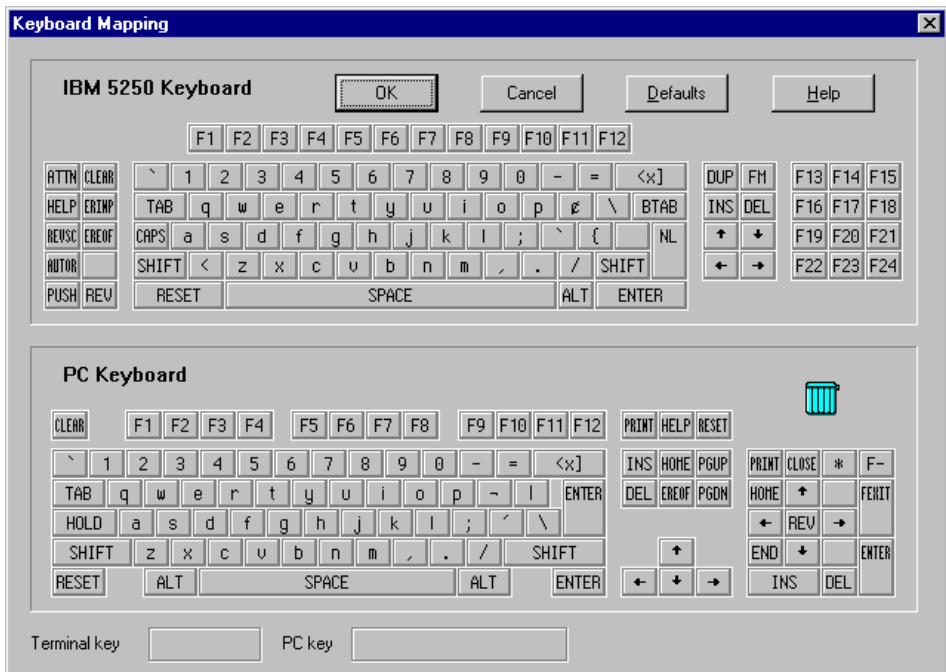 Keyboard Mapping
IBM 5250 Keyboard OK Cancel Defaults Help
F1 F2 F3 F4 F5 F6 F7 F8 F9 F10 F11 F12
ATTN CLEAR ` 1 2 3 4 5 6 7 8 9 0 - = <x] DUP FM F13 F14 F15
HELP ERINP TAB q w e r t y u i o p ¢ \ BTAB INS DEL F16 F17 F18
REVSC EREOF CAPS a s d f g h j k l ; ` { NL ↑ ↓ F19 F20 F21
AUTOR SHIFT < z x c v b n m , . / SHIFT ← → F22 F23 F24
PUSH REV RESET SPACE ALT ENTER
PC Keyboard
CLEAR F1 F2 F3 F4 F5 F6 F7 F8 F9 F10 F11 F12 PRINT HELP RESET
` 1 2 3 4 5 6 7 8 9 0 - = <x] INS HOME PGUP PRINT CLOSE * F-
TAB q w e r t y u i o p ¬ | ENTER DEL EREOF PGDN HOME ↑ FEXIT
HOLD a s d f g h j k l ; ´ \ ← REV →
SHIFT z x c v b n m , . / SHIFT ↑ END ↓ ENTER
RESET ALT SPACE ALT ENTER ← ↓ → INS DEL
Terminal key PC key